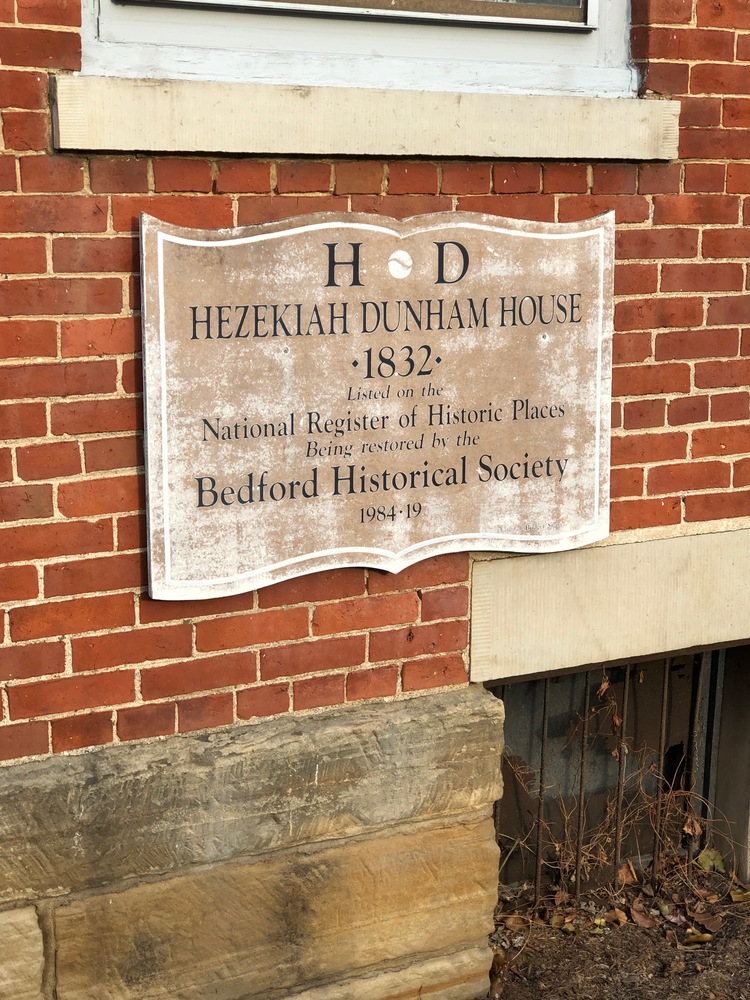 H D
HEZEKIAH DUNHAM HOUSE
·1832·
Listed on the
National Register of Historic Places
Being restored by the
Bedford Historical Society
1984·19